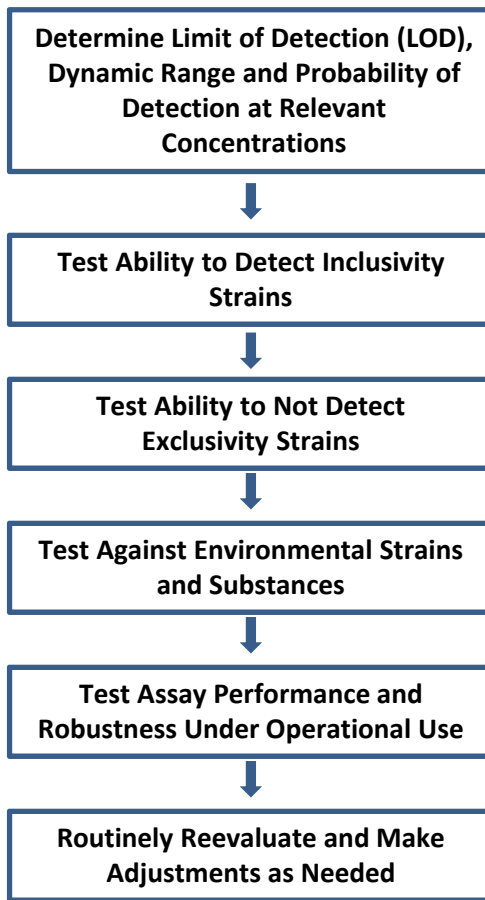 Determine Limit of Detection (LOD),
Dynamic Range and Probability of
Detection at Relevant
Concentrations
Test Ability to Detect Inclusivity
Strains
Test Ability to Not Detect
Exclusivity Strains
Test Against Environmental Strains
and Substances
Test Assay Performance and
Robustness Under Operational Use
Routinely Reevaluate and Make
Adjustments as Needed